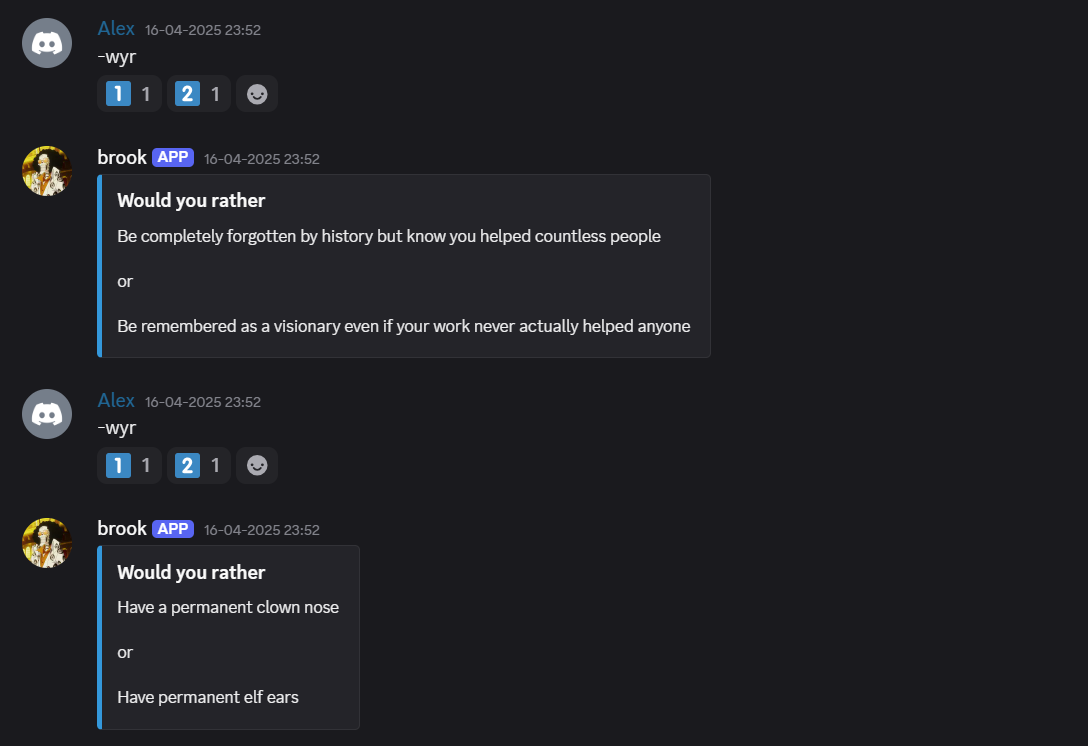 Alex 16-04-2025 23:52
-wyr
1 1 2 1
brook APP 16-04-2025 23:52
Would you rather
Be completely forgotten by history but know you helped countless people
or
Be remembered as a visionary even if your work never actually helped anyone
Alex 16-04-2025 23:52
-wyr
1 1 2 1
brook APP 16-04-2025 23:52
Would you rather
Have a permanent clown nose
or
Have permanent elf ears